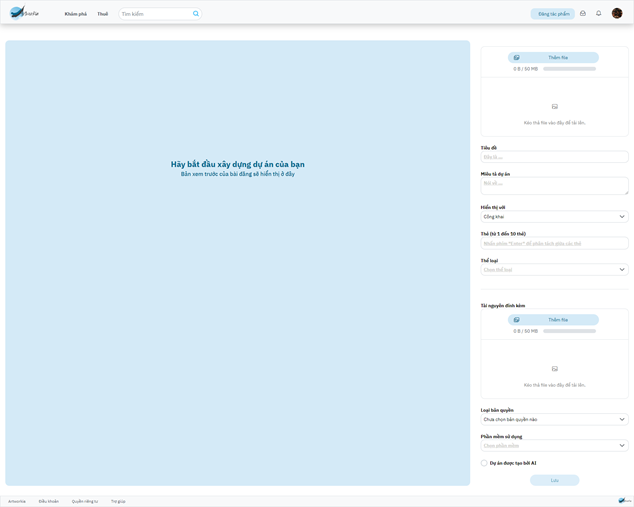 Khám phá
Thuê
Tìm kiếm
Đăng tác phẩm
Hãy bắt đầu xây dựng dự án của bạn
Bản xem trước của bài đăng sẽ hiển thị ở đây
Thêm file
0 B / 50 MB
Kéo thả file vào đây để tải lên.
Tiêu đề
Miêu tả dự án
Hiển thị với
Công khai
Thẻ (từ 1 đến 10 thẻ)
Nhấn phím "Enter" để phân tách giữa các thẻ
Thể loại
Chọn thể loại
Tài nguyên đính kèm
Thêm file
0 B / 50 MB
Kéo thả file vào đây để tải lên.
Loại bản quyền
Chưa chọn bản quyền nào
Phần mềm sử dụng
Chọn phần mềm
Dự án được tạo bởi AI
Lưu
Điều khoản
Quyền riêng tư
Trợ giúp